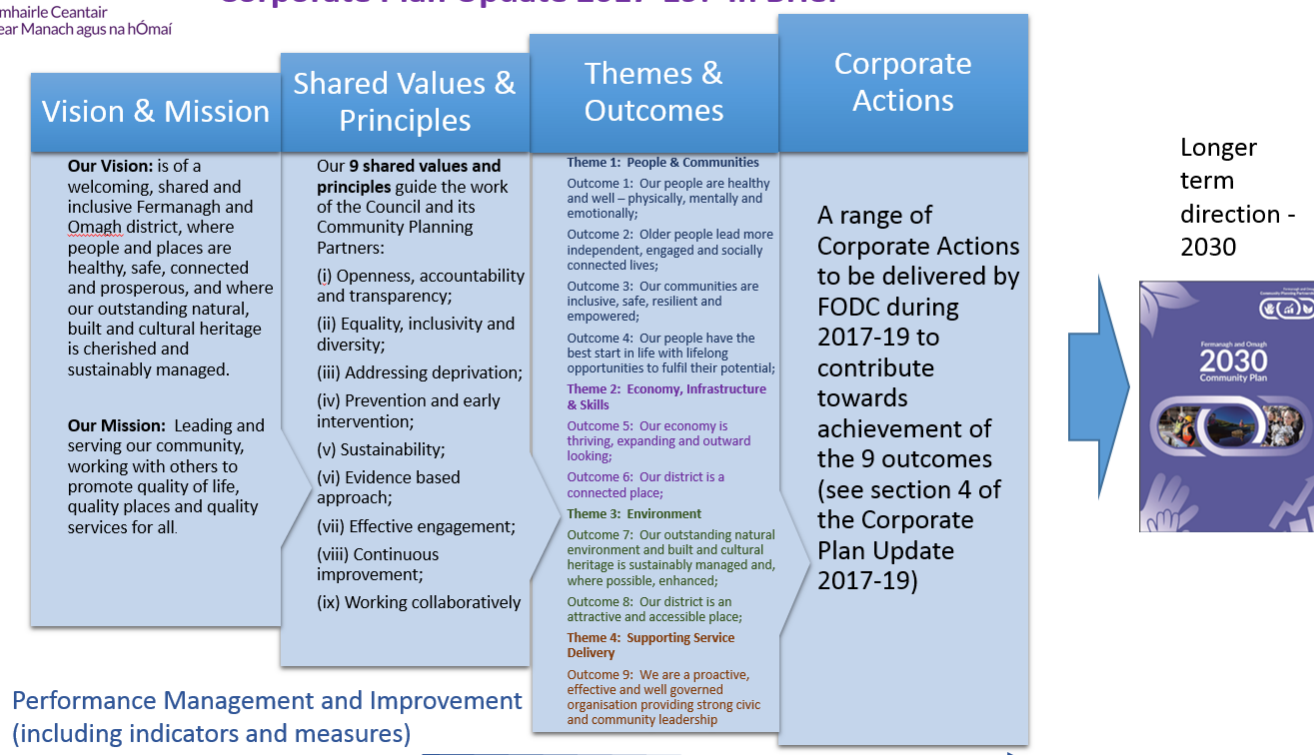 mhairle Ceantair
ear Manach agus na hÓmaí
Corporate Plan Update 2017-19: In Brief
Vision & Mission
Our Vision: is of a
welcoming, shared and
inclusive Fermanagh and
Omagh district, where
people and places are
healthy, safe, connected
and prosperous, and where
our outstanding natural,
built and cultural heritage
is cherished and
sustainably managed.
Our Mission: Leading and
serving our community,
working with others to
promote quality of life,
quality places and quality
services for all.
Shared Values &
Principles
Our 9 shared values and
principles guide the work
of the Council and its
Community Planning
Partners:
(i) Openness, accountability
and transparency;
(ii) Equality, inclusivity and
diversity;
(iii) Addressing deprivation;
(iv) Prevention and early
intervention;
(v) Sustainability;
(vi) Evidence based
approach;
(vii) Effective engagement;
(viii) Continuous
improvement;
(ix) Working collaboratively
Themes &
Outcomes
Theme 1: People & Communities
Outcome 1: Our people are healthy
and well – physically, mentally and
emotionally;
Outcome 2: Older people lead more
independent, engaged and socially
connected lives;
Outcome 3: Our communities are
inclusive, safe, resilient and
empowered;
Outcome 4: Our people have the
best start in life with lifelong
opportunities to fulfil their potential;
Theme 2: Economy, Infrastructure
& Skills
Outcome 5: Our economy is
thriving, expanding and outward
looking;
Outcome 6: Our district is a
connected place;
Theme 3: Environment
Outcome 7: Our outstanding natural
environment and built and cultural
heritage is sustainably managed and,
where possible, enhanced;
Outcome 8: Our district is an
attractive and accessible place;
Theme 4: Supporting Service
Delivery
Outcome 9: We are a proactive,
effective and well governed
organisation providing strong civic
and community leadership
Corporate
Actions
A range of
Corporate Actions
to be delivered by
FODC during
2017-19 to
contribute
towards
achievement of
the 9 outcomes
(see section 4 of
the Corporate
Plan Update
2017-19)
Longer
term
direction -
2030
Fermanagh and Omagh
2030
Community Plan
Performance Management and Improvement
(including indicators and measures)